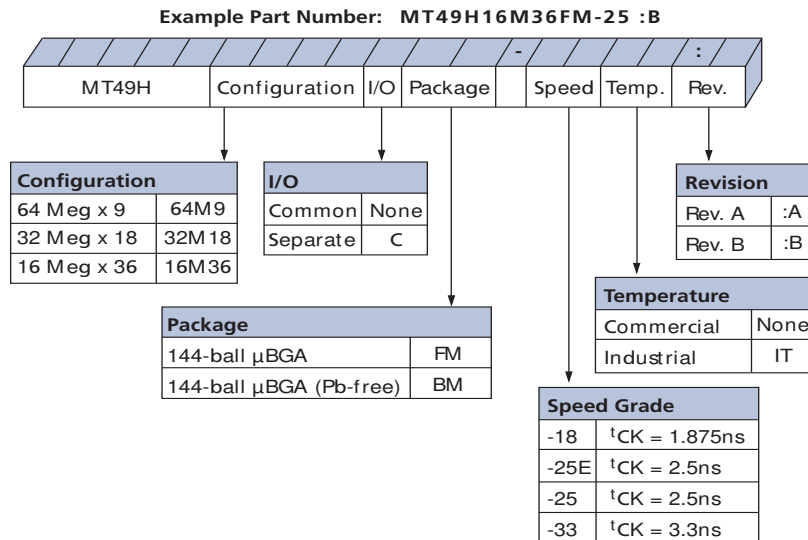 Example Part Number: MT49H16M36FM-25 :B
- :
MT49H Configuration I/O Package Speed Temp. Rev.
Configuration
64 Meg x 9 64M9
32 Meg x 18 32M18
16 Meg x 36 16M36
I/O
Common None
Separate C
Revision
Rev. A :A
Rev. B :B
Package
144-ball µBGA FM
144-ball µBGA (Pb-free) BM
Temperature
Commercial None
Industrial IT
Speed Grade
-18 tCK = 1.875ns
-25E tCK = 2.5ns
-25 tCK = 2.5ns
-33 tCK = 3.3ns